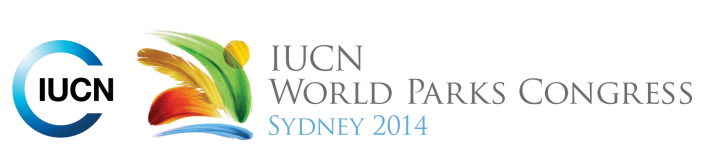 IUCN
IUCN
World Parks Congress
Sydney 2014